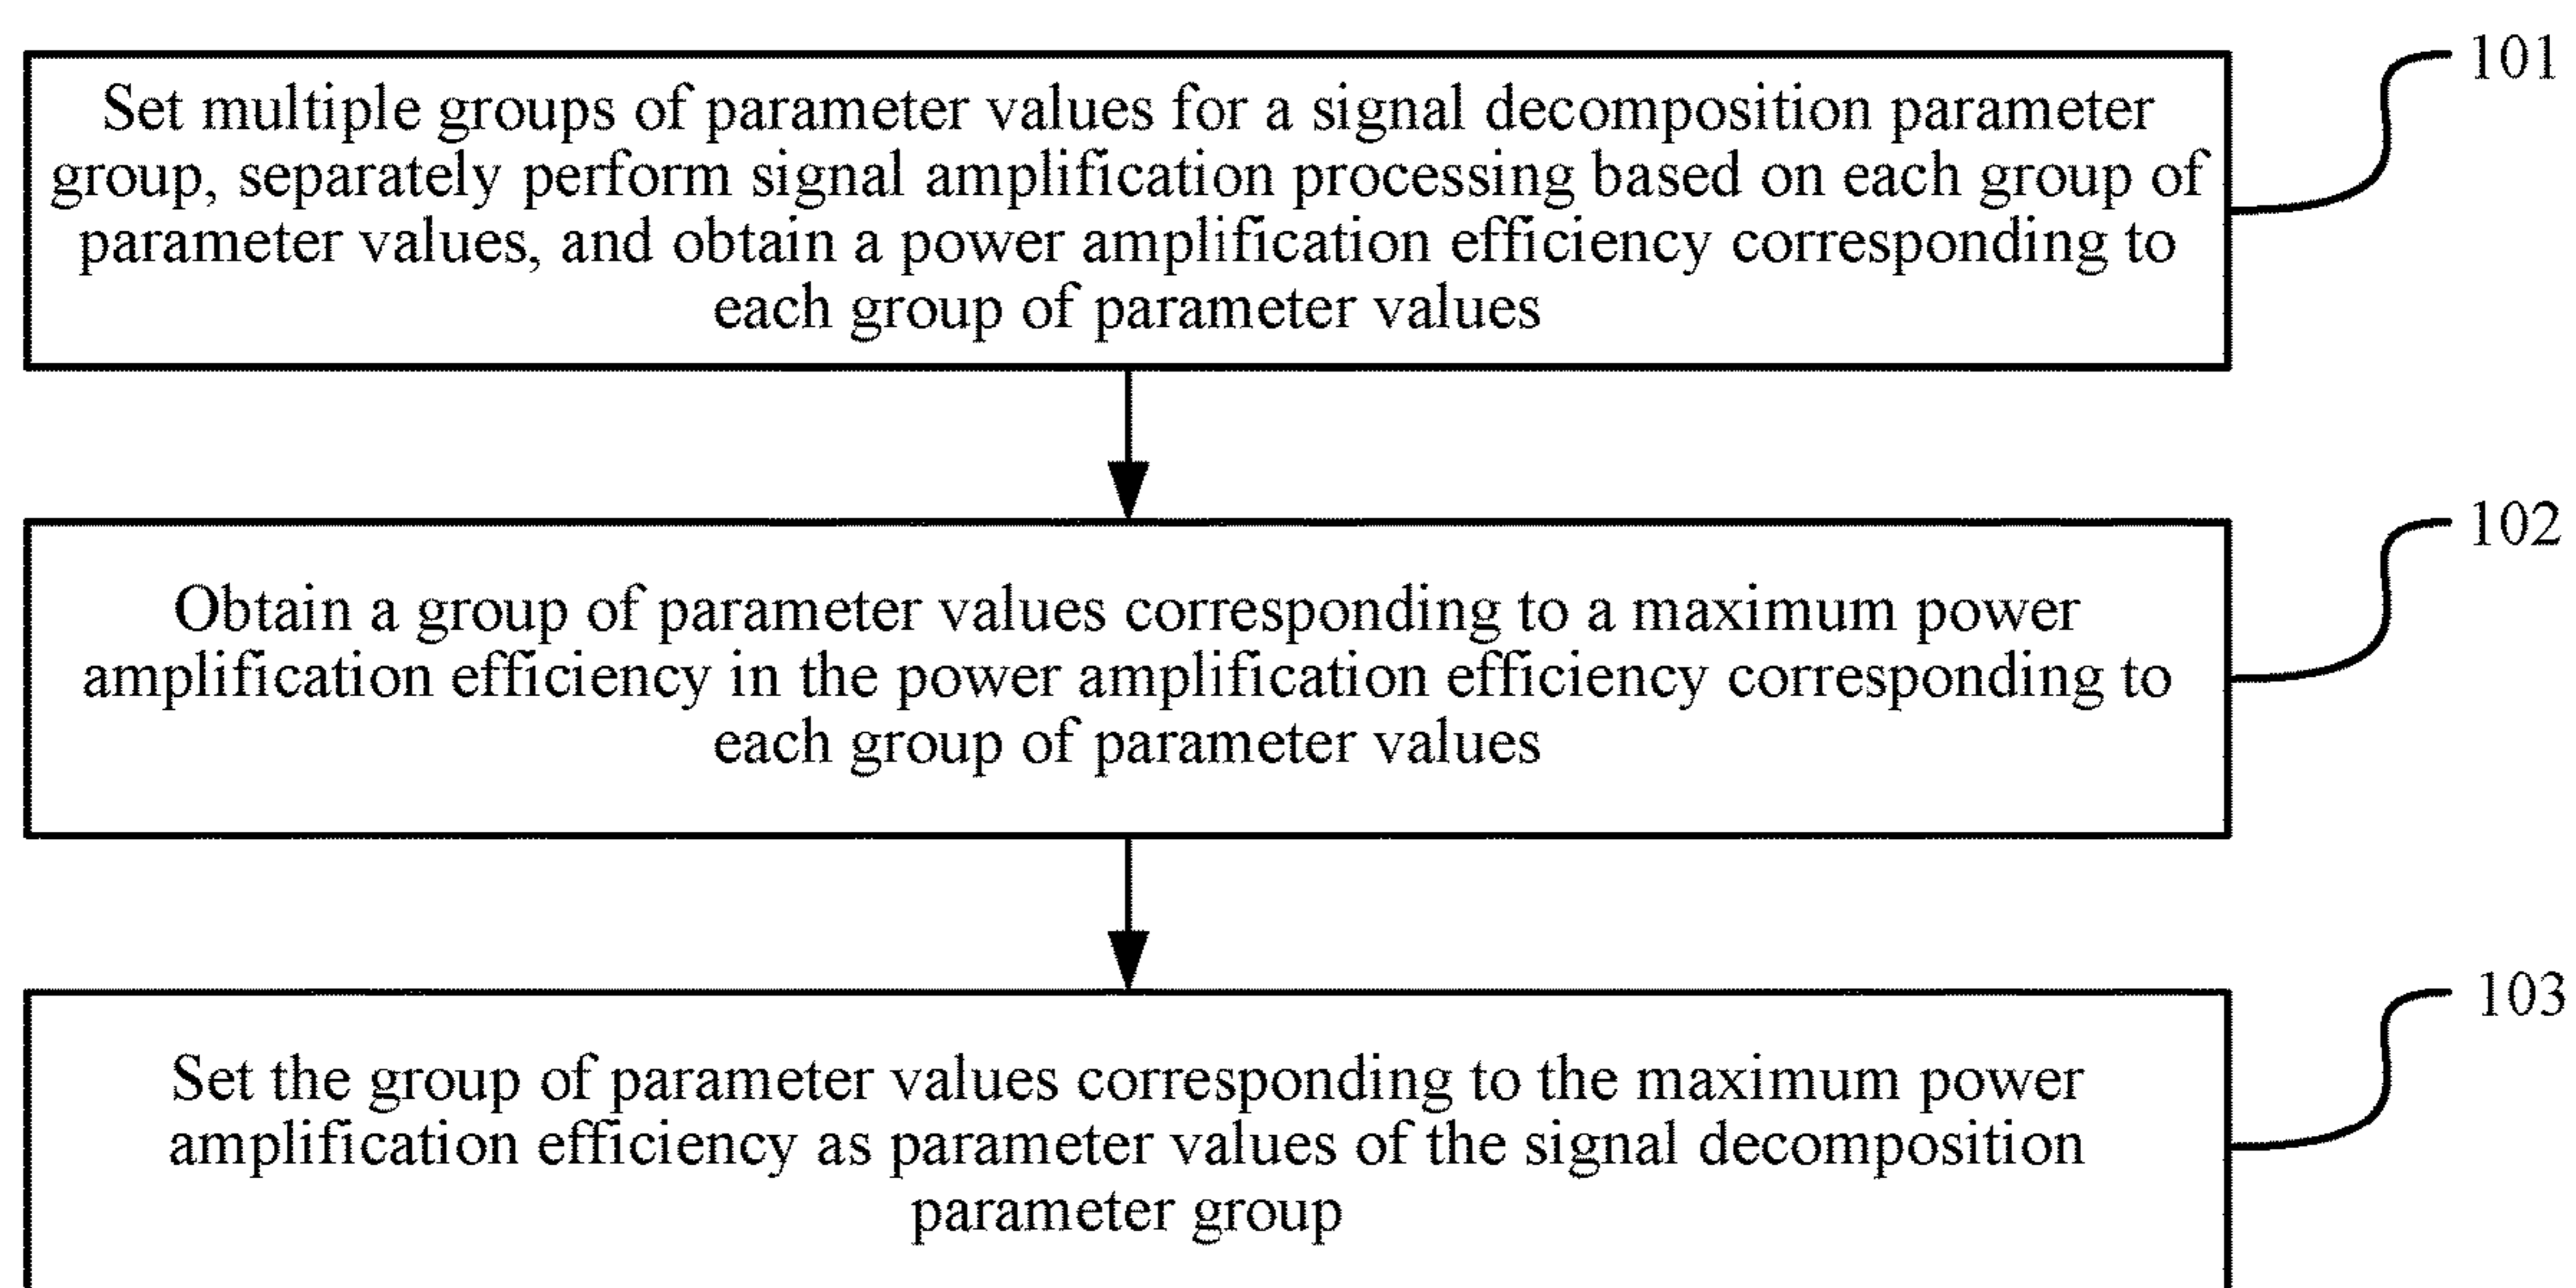 101
Set multiple groups of parameter values for a signal decomposition parameter
group, separately perform signal amplification processing based on each group of
parameter values, and obtain a power amplification efficiency corresponding to
each group of parameter values
102
Obtain a group of parameter values corresponding to a maximum power
amplification efficiency in the power amplification efficiency corresponding to
each group of parameter values
103
Set the group of parameter values corresponding to the maximum power
amplification efficiency as parameter values of the signal decomposition
parameter group